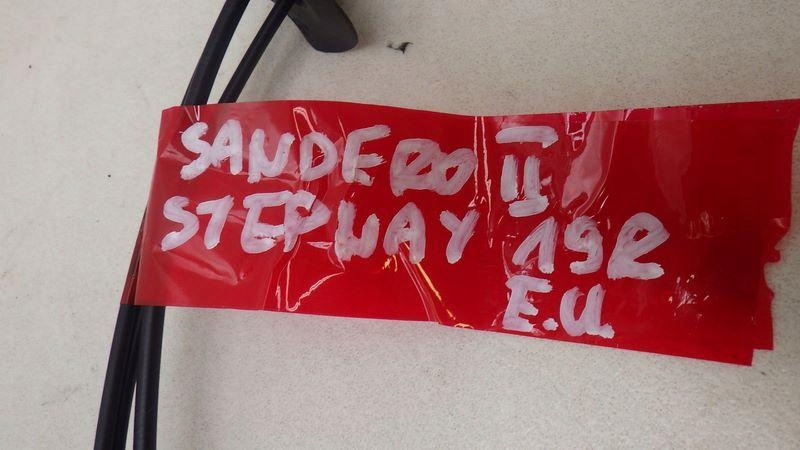 SANDERO II
STEPWAY 19R
E.U.